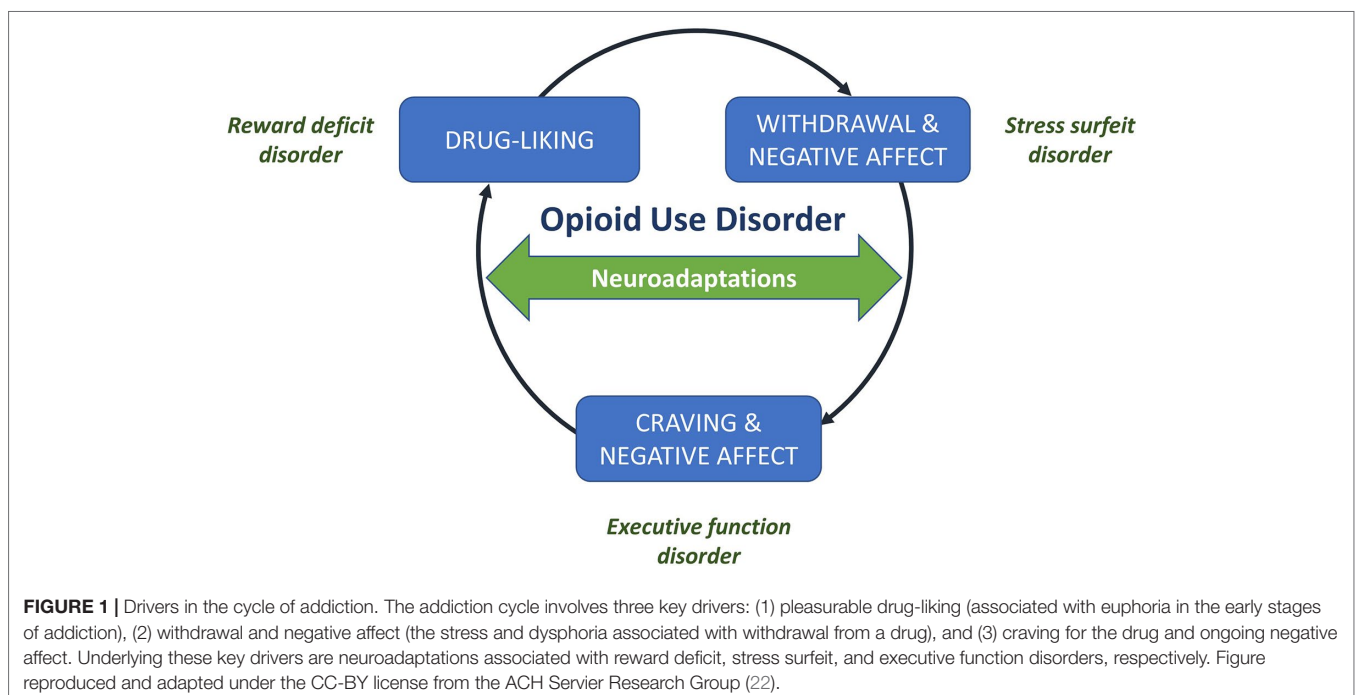 Reward deficit
disorder
DRUG-LIKING
WITHDRAWAL &
NEGATIVE AFFECT
Stress surfeit
disorder
Opioid Use Disorder
Neuroadaptations
CRAVING &
NEGATIVE AFFECT
Executive function
disorder
FIGURE 1 | Drivers in the cycle of addiction. The addiction cycle involves three key drivers: (1) pleasurable drug-liking (associated with euphoria in the early stages
of addiction), (2) withdrawal and negative affect (the stress and dysphoria associated with withdrawal from a drug), and (3) craving for the drug and ongoing negative
affect. Underlying these key drivers are neuroadaptations associated with reward deficit, stress surfeit, and executive function disorders, respectively. Figure
reproduced and adapted under the CC-BY license from the ACH Servier Research Group (22).